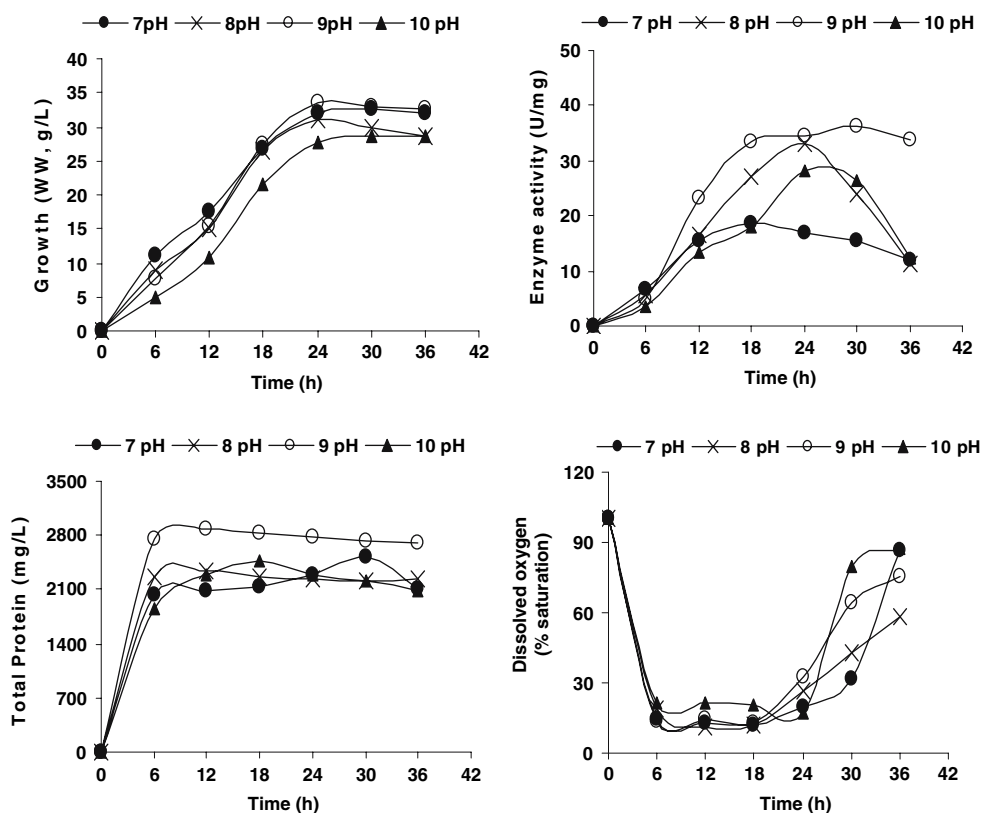 7pH 8pH 9pH 10 pH
40
35
30
25
20
15
10
5
0
Growth (WW, g/L)
0 6 12 18 24 30 36 42
Time (h)
7 pH 8 pH 9 pH 10 pH
50
40
30
20
10
0
Enzyme activity (U/mg)
0 6 12 18 24 30 36 42
Time (h)
7 pH 8 pH 9 pH 10 pH
3500
2800
2100
1400
700
0
Total Protein (mg/L)
0 6 12 18 24 30 36 42
Time (h)
7 pH 8 pH 9 pH 10 pH
120
90
60
30
0
Dissolved oxygen
(% saturation)
0 6 12 18 24 30 36 42
Time (h)